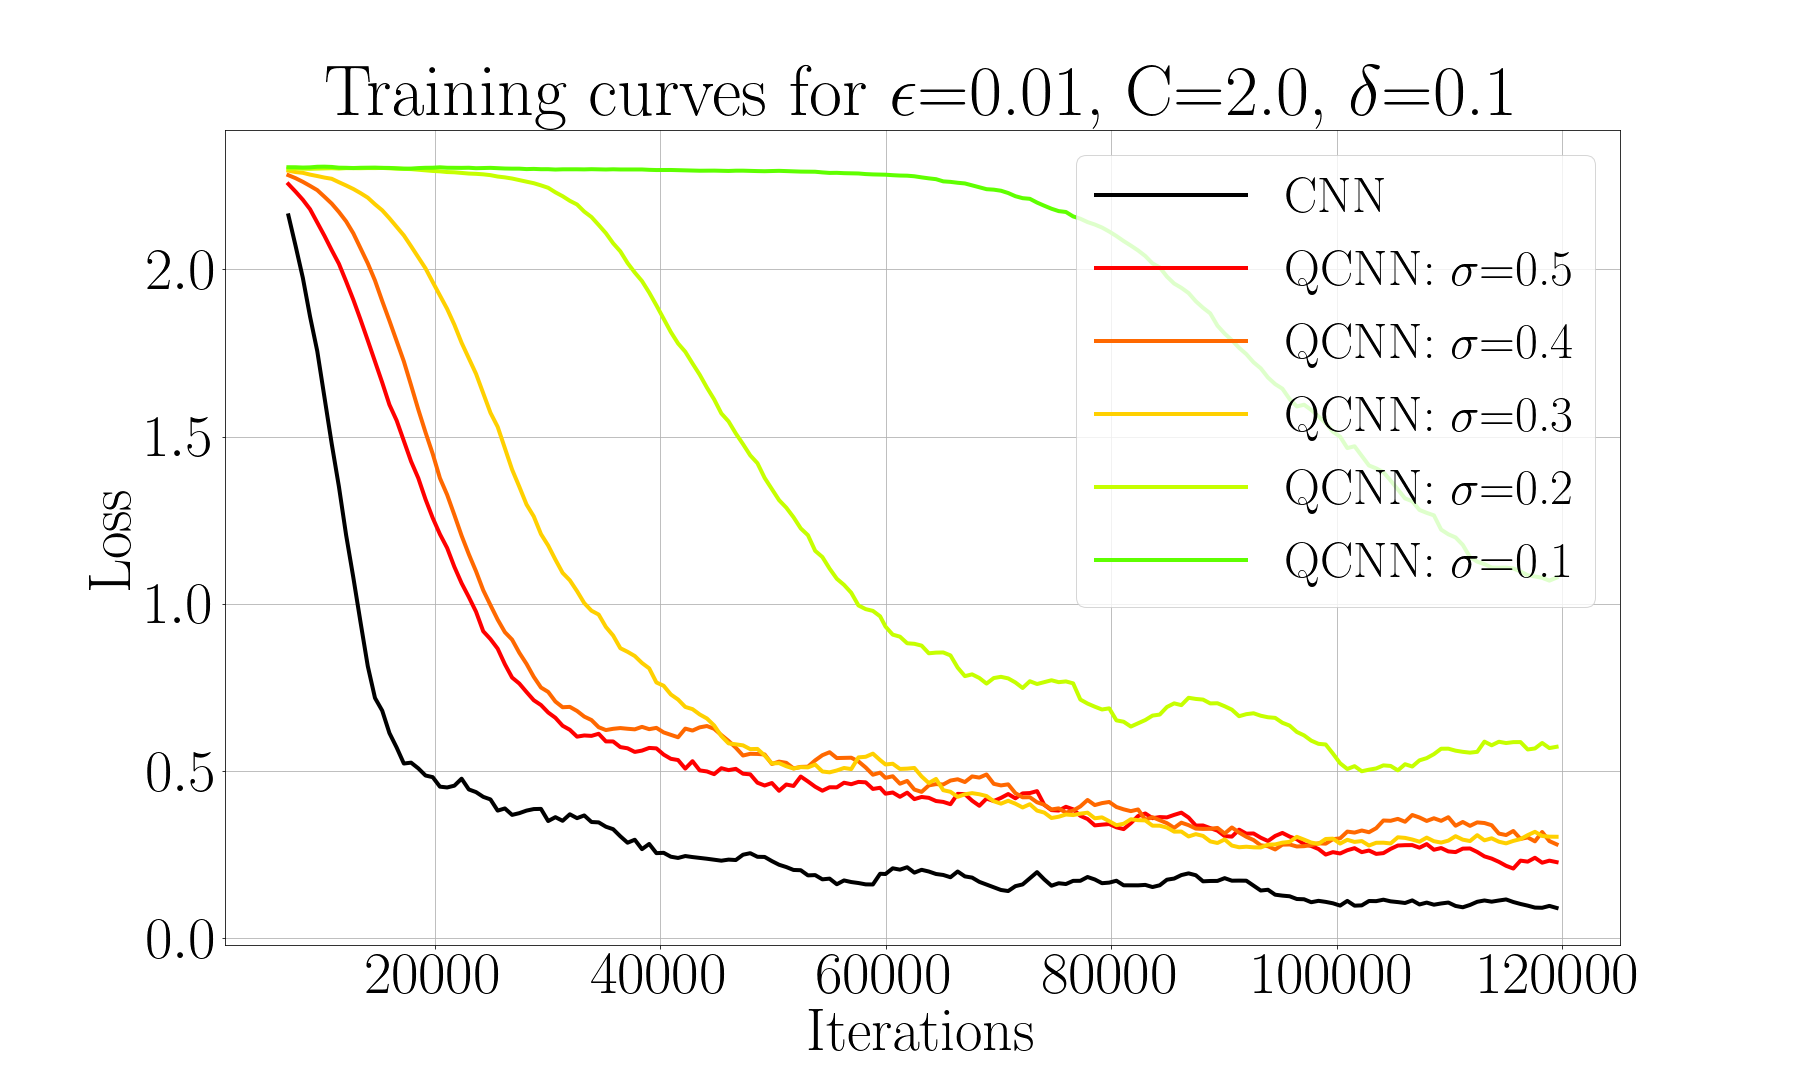 Training curves for ϵ=0.01, C=2.0, δ=0.1
CNN
QCNN: σ=0.5
QCNN: σ=0.4
QCNN: σ=0.3
QCNN: σ=0.2
QCNN: σ=0.1
Loss
2.0
1.5
1.0
0.5
0.0
20000 40000 60000 80000 100000 120000
Iterations